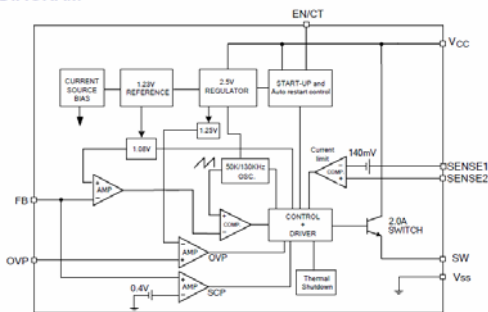 EN/CT
VCC
CURRENT
SOURCE
BIAS
1.23V
REFERENCE
2.5V
REGULATOR
START-UP and
Auto restart control
1.25V
1.08V
50K/130KHz
OSC.
Current
limit
140mV
COMP
SENSE1
SENSE2
FB
AMP
COMP
CONTROL
+
DRIVER
2.0A
SWITCH
OVP
AMP
OVP
SW
0.4V
AMP
SCP
Thermal
Shutdown
Vss